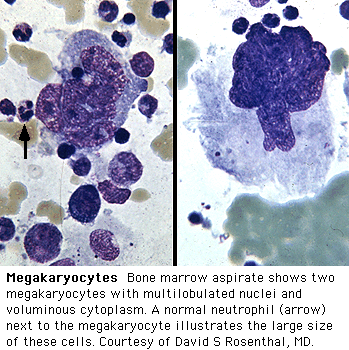 Megakaryocytes Bone marrow aspirate shows two
megakaryocytes with multilobulated nuclei and
voluminous cytoplasm. A normal neutrophil (arrow)
next to the megakaryocyte illustrates the large size
of these cells. Courtesy of David S Rosenthal, MD.